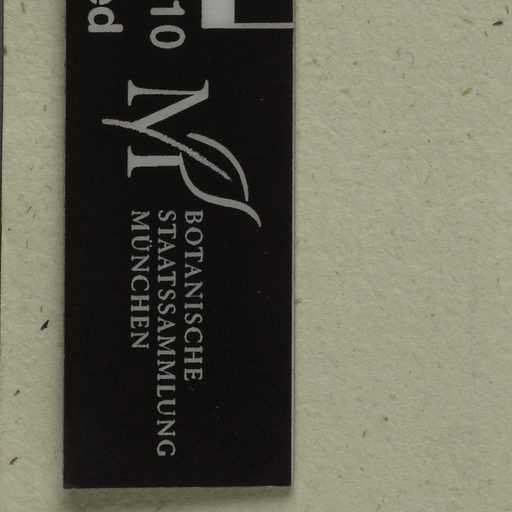 10
ed
M
BOTANISCHE
STAATSSAMMLUNG
MÜNCHEN